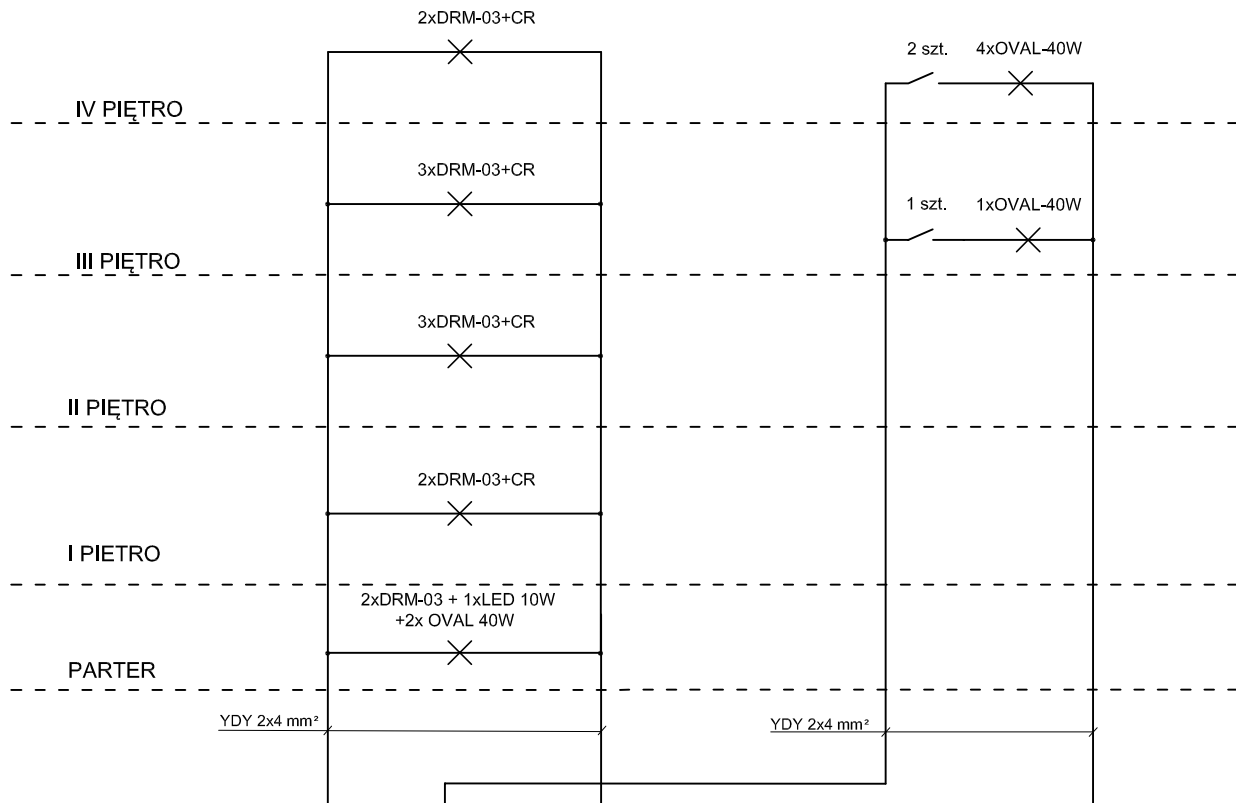 2xDRM-03+CR
2 szt.
4xOVAL-40W
IV PIĘTRO
3xDRM-03+CR
1 szt.
1xOVAL-40W
III PIĘTRO
3xDRM-03+CR
II PIĘTRO
2xDRM-03+CR
I PIETRO
2xDRM-03 + 1xLED 10W
+2x OVAL 40W
PARTER
YDY 2x4 mm²
YDY 2x4 mm²